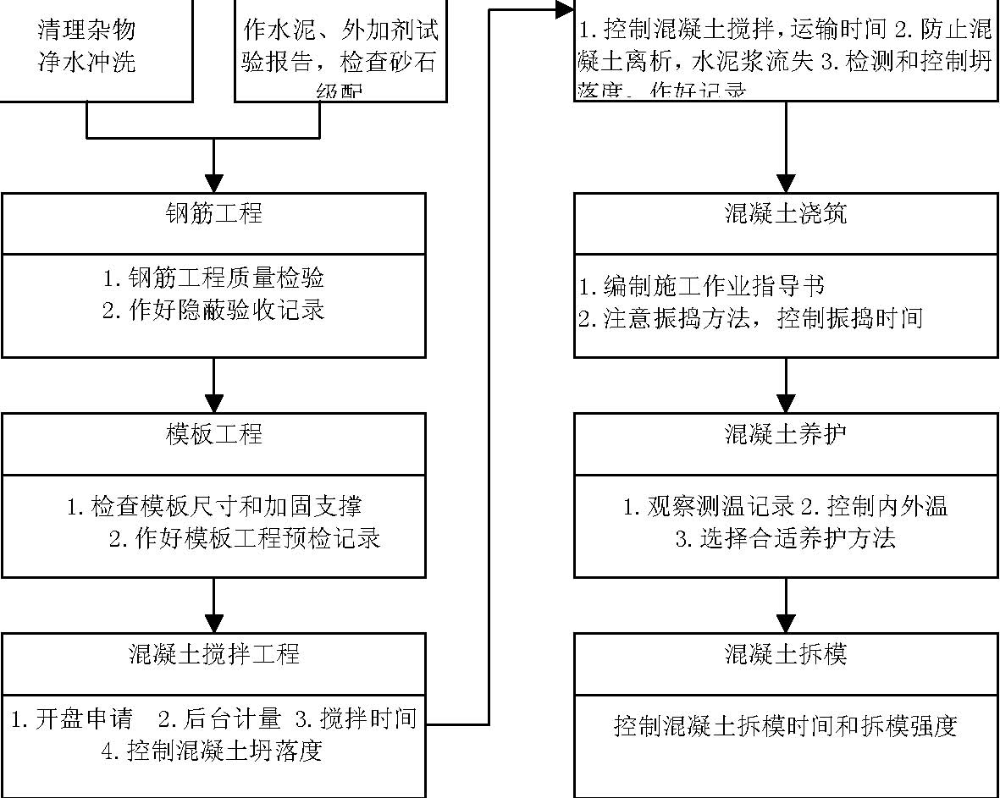 清理杂物
净水冲洗
作水泥、外加剂试
验报告，检查砂石
级配
钢筋工程
1.钢筋工程质量检验
2.作好隐蔽验收记录
模板工程
1.检查模板尺寸和加固支撑
2.作好模板工程预检记录
混凝土搅拌工程
1.开盘申请 2.后台计量 3.搅拌时间
4.控制混凝土坍落度
1.控制混凝土搅拌，运输时间 2.防止混
凝土离析，水泥浆流失 3.检测和控制坍
落度，作好记录
混凝土浇筑
1.编制施工作业指导书
2.注意振捣方法，控制振捣时间
混凝土养护
1.观察测温记录 2.控制内外温
3.选择合适养护方法
混凝土拆模
控制混凝土拆模时间和拆模强度